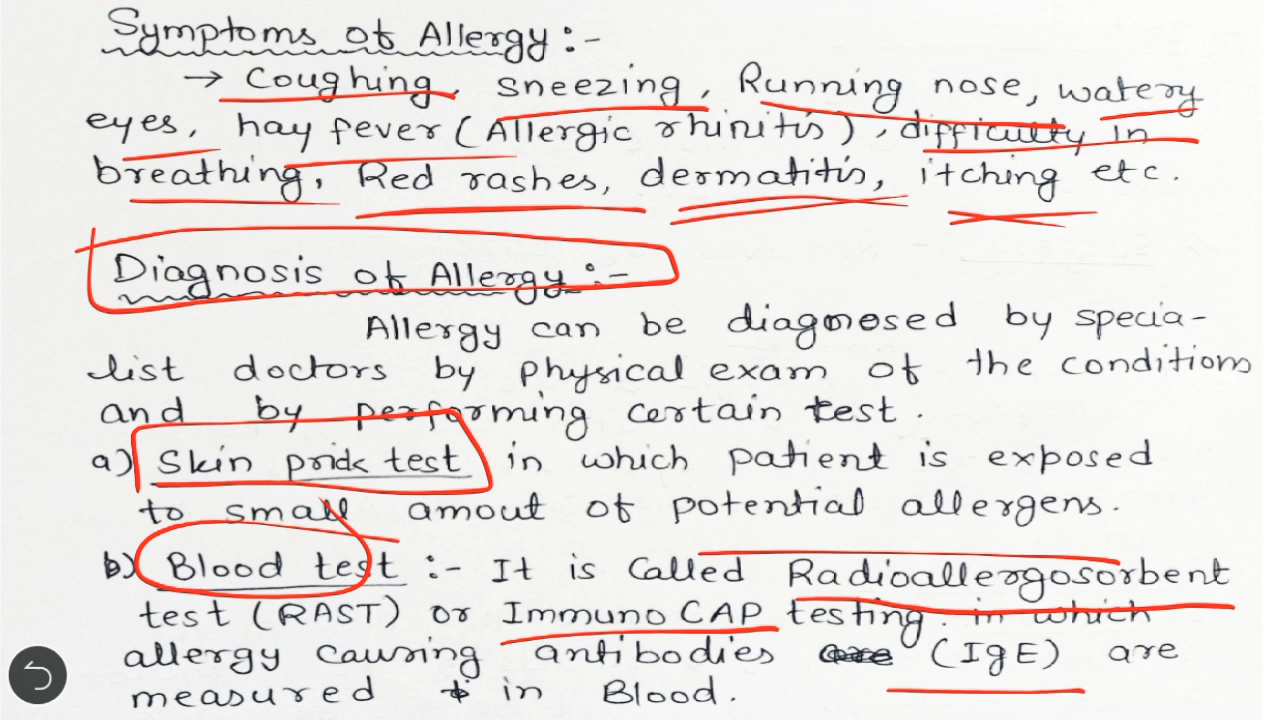 Symptoms of Allergy :-
→ Coughing, sneezing, Running nose, watery
eyes, hay fever (Allergic rhinitis), difficulty in
breathing, Red rashes, dermatitis, itching etc.
Diagnosis of Allergy :-
Allergy can be diagnosed by specia-
list doctors by physical exam of the conditions
and by performing certain test.
a) Skin prick test in which patient is exposed
to small amout of potential allergens.
b) Blood test :- It is called Radioallergosorbent
test (RAST) or Immuno CAP testing. in which
allergy causing antibodies (IgE) are
measured in Blood.